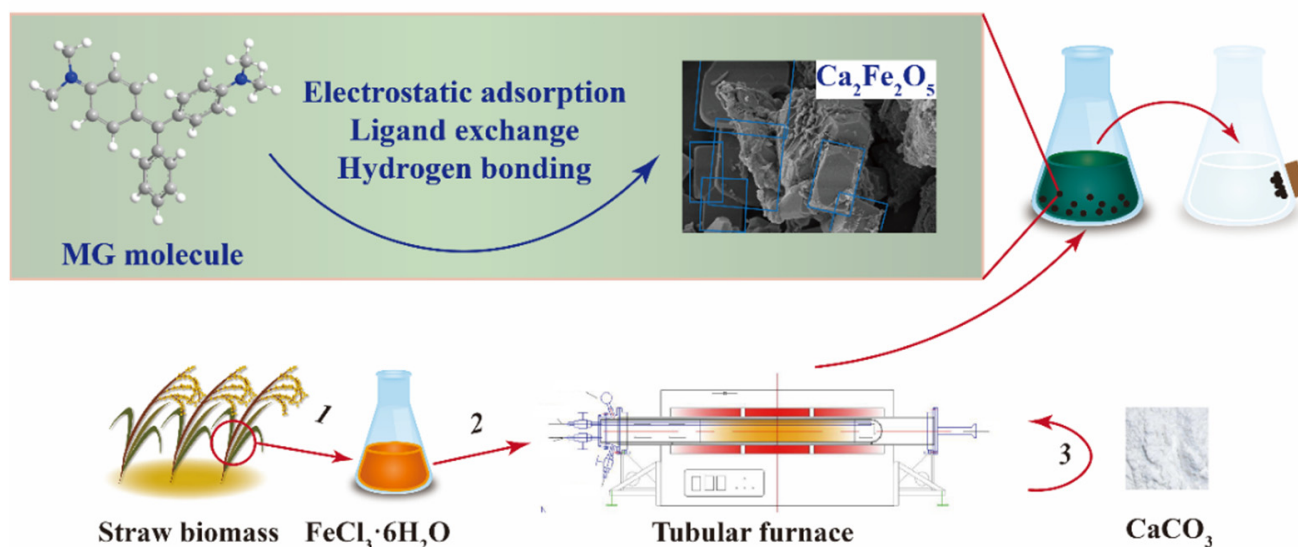 Electrostatic adsorption
Ligand exchange
Hydrogen bonding
Ca₂Fe₂O₅
MG molecule
1
2
3
Straw biomass
FeCl₃·6H₂O
Tubular furnace
CaCO₃